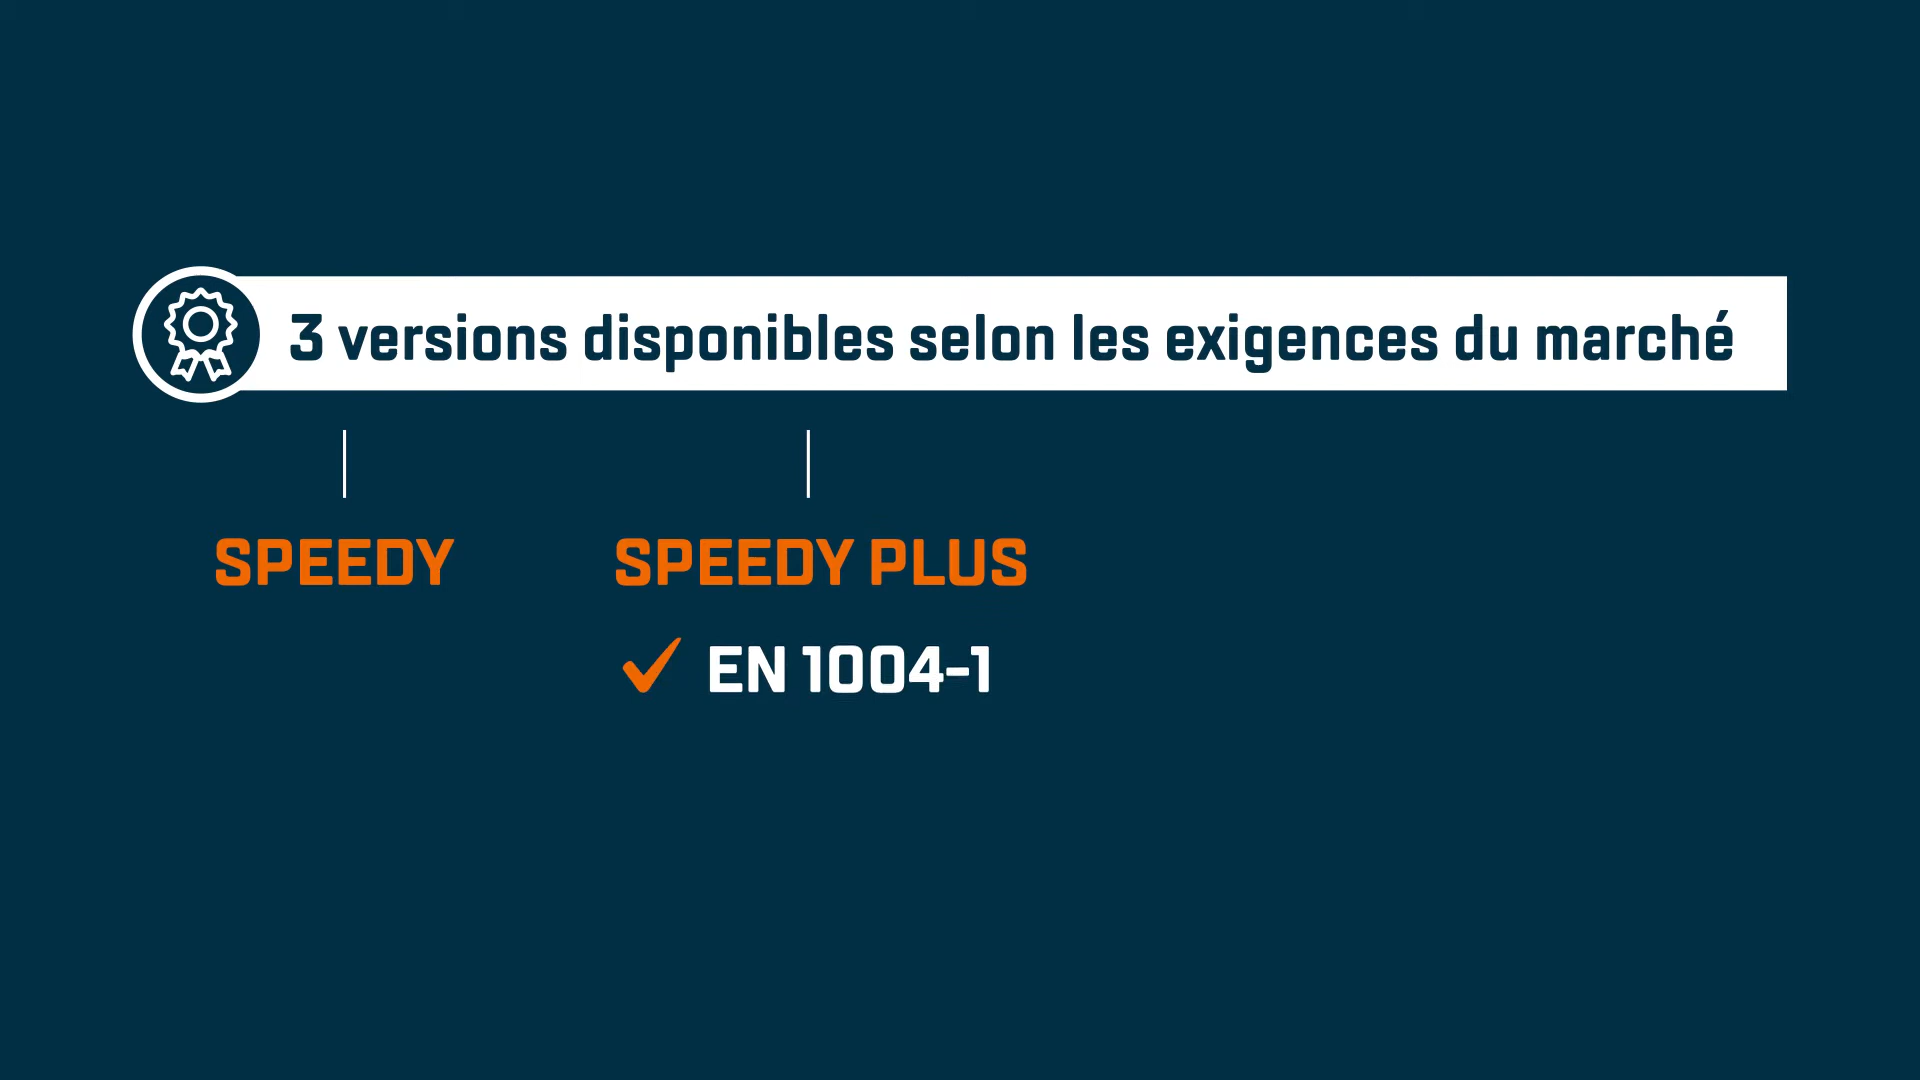 3 versions disponibles selon les exigences du marché
SPEEDY
SPEEDY PLUS
EN 1004-1